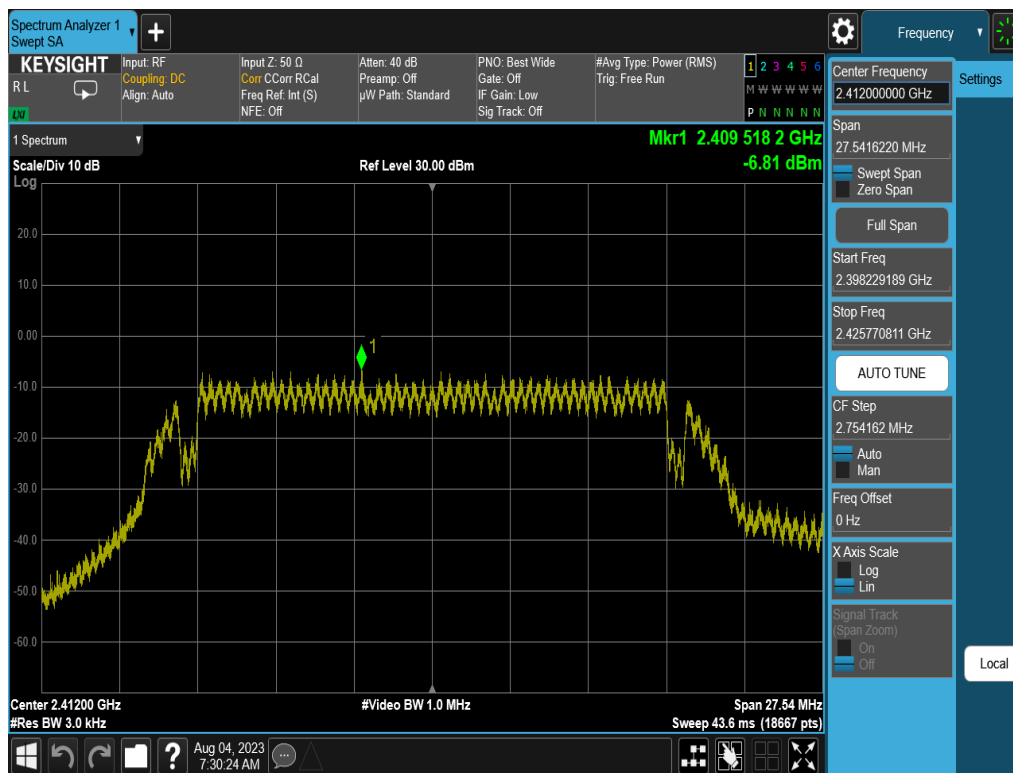 Spectrum Analyzer 1
Swept SA
Frequency
KEYSIGHT
R L
LXI
Input: RF
Coupling: DC
Align: Auto
Input Z: 50 Ω
Corr CCorr RCal
Freq Ref: Int (S)
NFE: Off
Atten: 40 dB
Preamp: Off
µW Path: Standard
PNO: Best Wide
Gate: Off
IF Gain: Low
Sig Track: Off
#Avg Type: Power (RMS)
Trig: Free Run
1 2 3 4 5 6
M W W W W W
P N N N N N
1 Spectrum
Scale/Div 10 dB
Log
Ref Level 30.00 dBm
Mkr1 2.409 518 2 GHz
-6.81 dBm
20.0
10.0
0.00
-10.0
-20.0
-30.0
-40.0
-50.0
-60.0
1
Center 2.41200 GHz
#Res BW 3.0 kHz
#Video BW 1.0 MHz
Span 27.54 MHz
Sweep 43.6 ms (18667 pts)
Aug 04, 2023
7:30:24 AM
Center Frequency
2.412000000 GHz
Span
27.5416220 MHz
Swept Span
Zero Span
Full Span
Start Freq
2.398229189 GHz
Stop Freq
2.425770811 GHz
AUTO TUNE
CF Step
2.754162 MHz
Auto
Man
Freq Offset
0 Hz
X Axis Scale
Log
Lin
Signal Track
(Span Zoom)
On
Off
Settings
Local